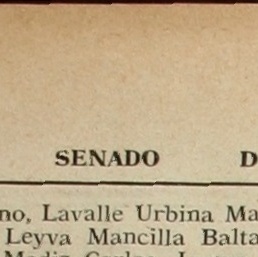 SENADO D
no, Lavalle Urbina Ma
Leyva Mancilla Balta